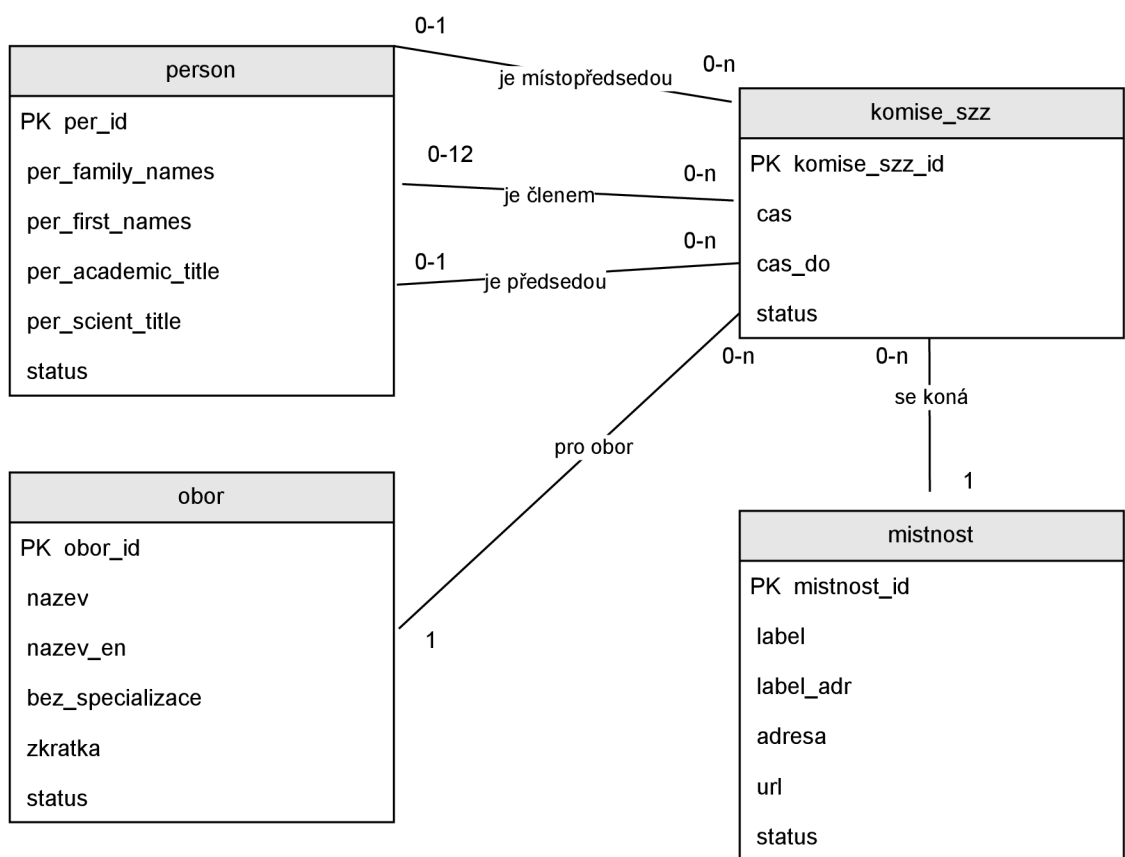 0-1
person
je místopředsedou
0-n
komise_szz
PK per_id
per_family_names
per_first_names
per_academic_title
per_scient_title
status
0-12
je členem
0-n
0-1
je předsedou
0-n
PK komise_szz_id
cas
cas_do
status
0-n
0-n
se koná
1
pro obor
1
obor
PK obor_id
nazev
nazev_en
bez_specializace
zkratka
status
mistnost
PK mistnost_id
label
label_adr
adresa
url
status